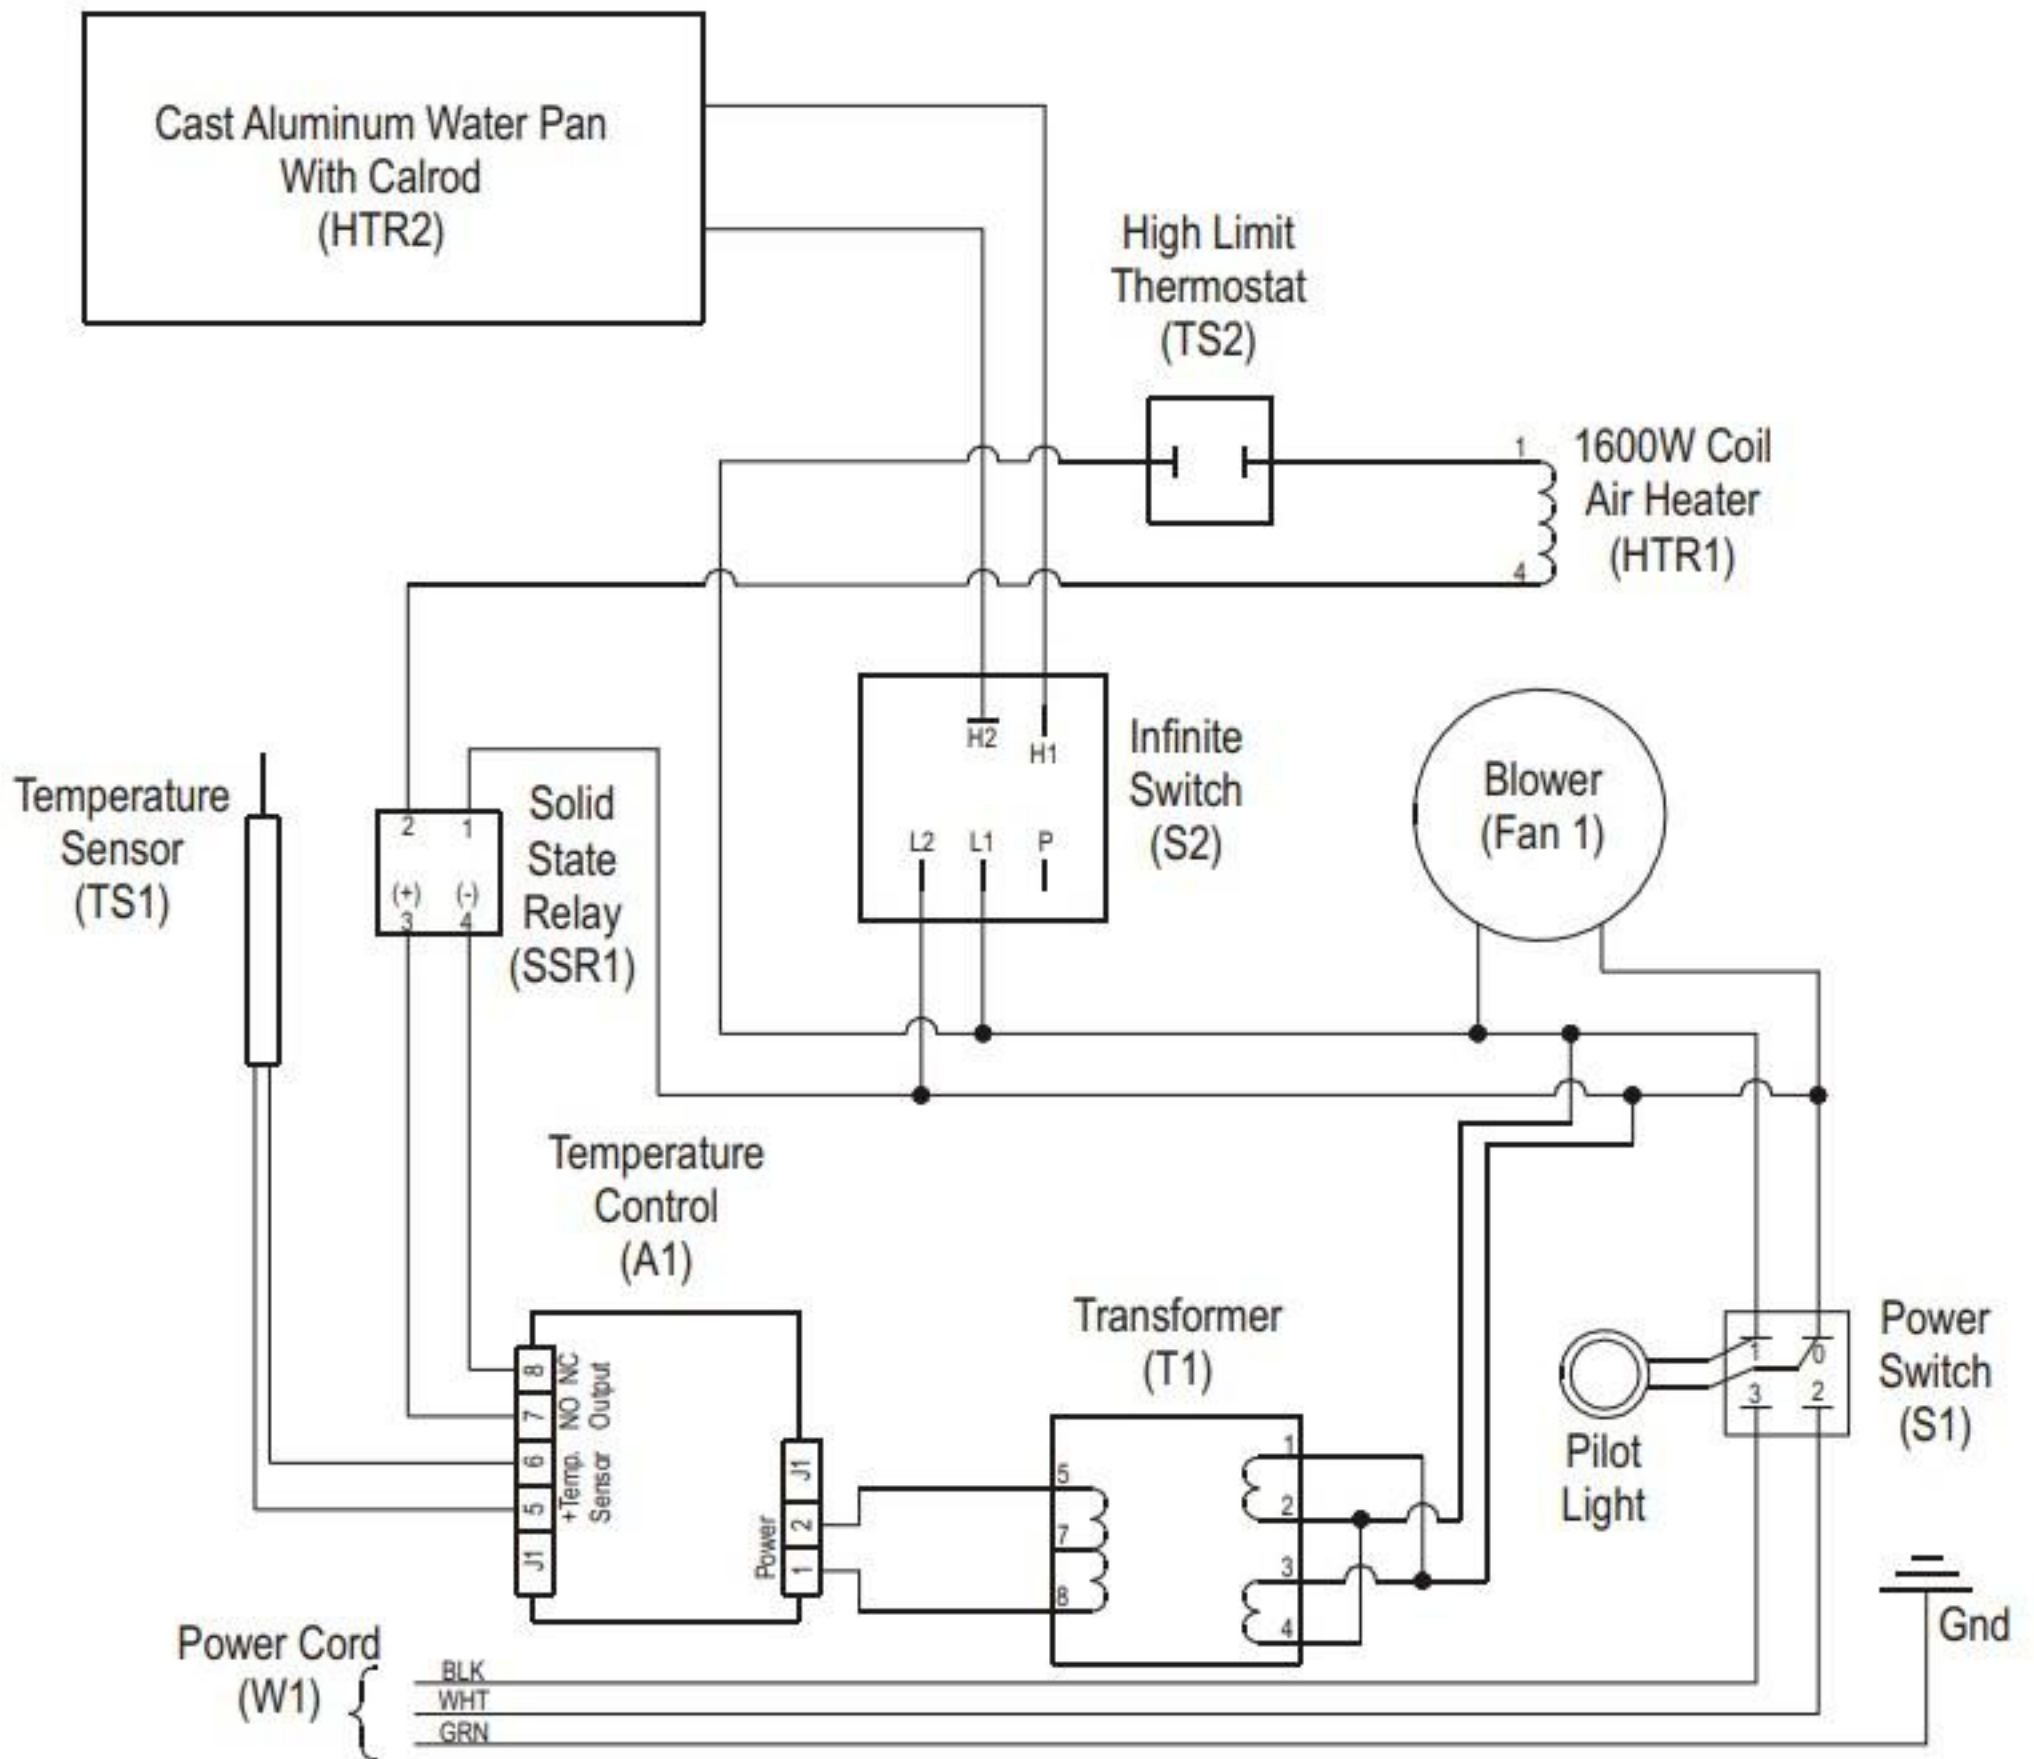 Cast Aluminum Water Pan
With Calrod
(HTR2)
High Limit
Thermostat
(TS2)
1
1600W Coil
Air Heater
(HTR1)
4
H2
H1
Infinite
Switch
(S2)
L2
L1
P
Blower
(Fan 1)
Temperature
Sensor
(TS1)
2
1
(+)
(-)
3
4
Solid
State
Relay
(SSR1)
Temperature
Control
(A1)
8
7
6
5
J1
NO NC
Output
+Temp.
Sensor
Power
J1
2
1
Transformer
(T1)
5
7
8
1
2
3
4
Pilot
Light
1
0
3
2
Power
Switch
(S1)
Gnd
Power Cord
(W1)
BLK
WHT
GRN